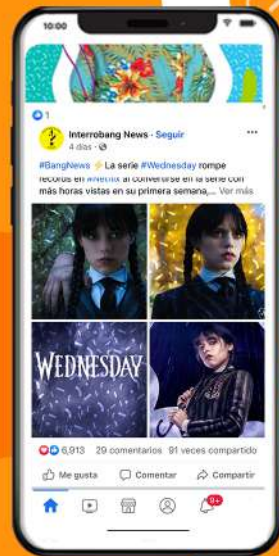 10:00
1
Interrobang News · Seguir
4 días ·
#BangNews ⚡ La serie #Wednesday rompe
récords en #Netflix al convertirse en la serie con
más horas vistas en su primera semana,... Ver más
WEDNESDAY
6,913 29 comentarios 91 veces compartido
Me gusta Comentar Compartir
9+